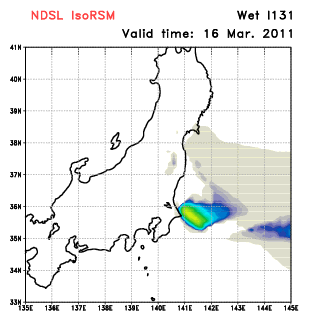 NDSL IsoRSM Wet I131
Valid time: 16 Mar. 2011
41N
40N
39N
38N
37N
36N
35N
34N
33N
135E 136E 137E 138E 139E 140E 141E 142E 143E 144E 145E